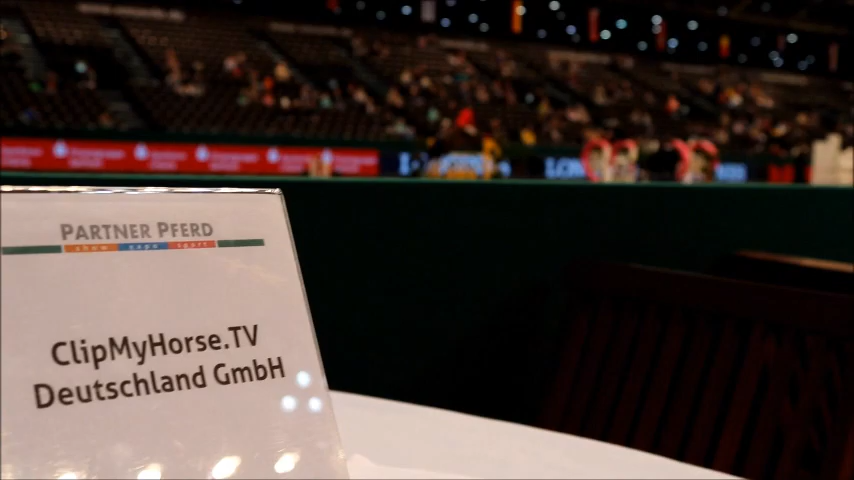 PARTNER PFERD
show expo sport
ClipMyHorse.TV
Deutschland GmbH